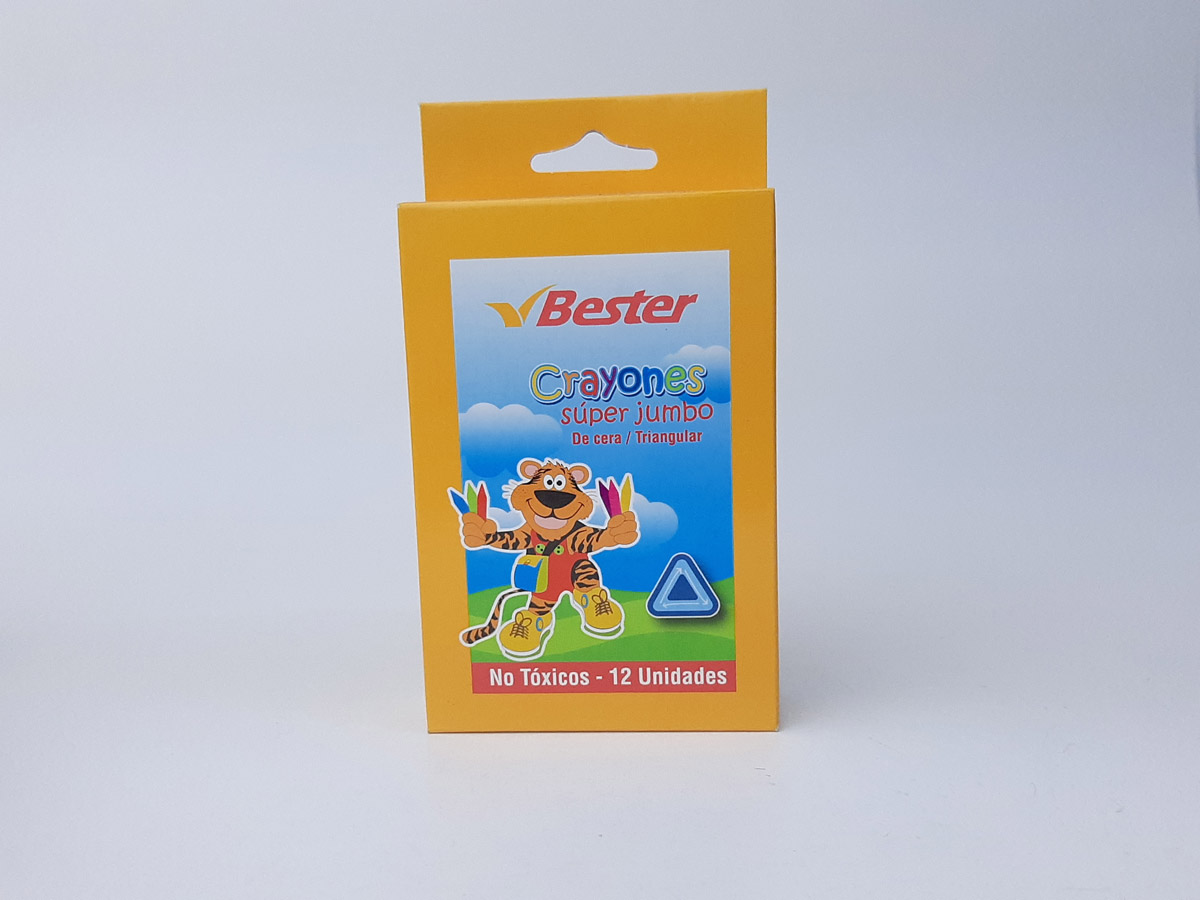 Bester
Crayones
súper jumbo
De cera / Triangular
No Tóxicos - 12 Unidades